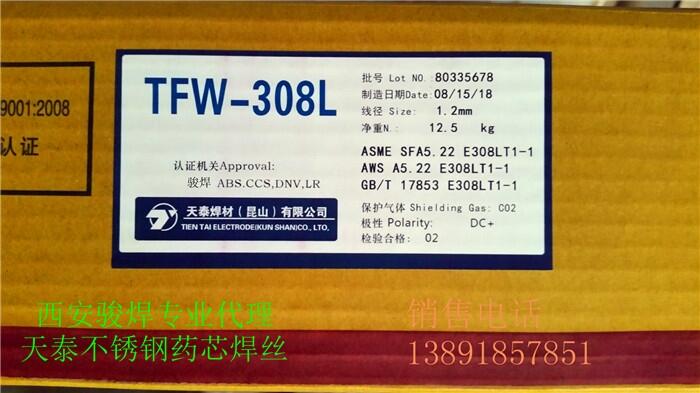 9001:2008
认证
TFW-308L
认证机关Approval:
骏焊 ABS.CCS,DNV,LR
天泰焊材(昆山)有限公司
TIEN TAI ELECTRODE(KUN SHAN)CO., LTD.
批号 Lot NO.:80335678
制造日期Date:08/15/18
线径 Size: 1.2mm
净重N.: 12.5 kg
ASME SFA5.22 E308LT1-1
AWS A5.22 E308LT1-1
GB/T 17853 E308LT1-1
保护气体 Shielding Gas: CO2
极性 Polarity: DC+
检验合格: 02
西安骏焊专业代理
天泰不锈钢药芯焊丝
销售电话
13891857851